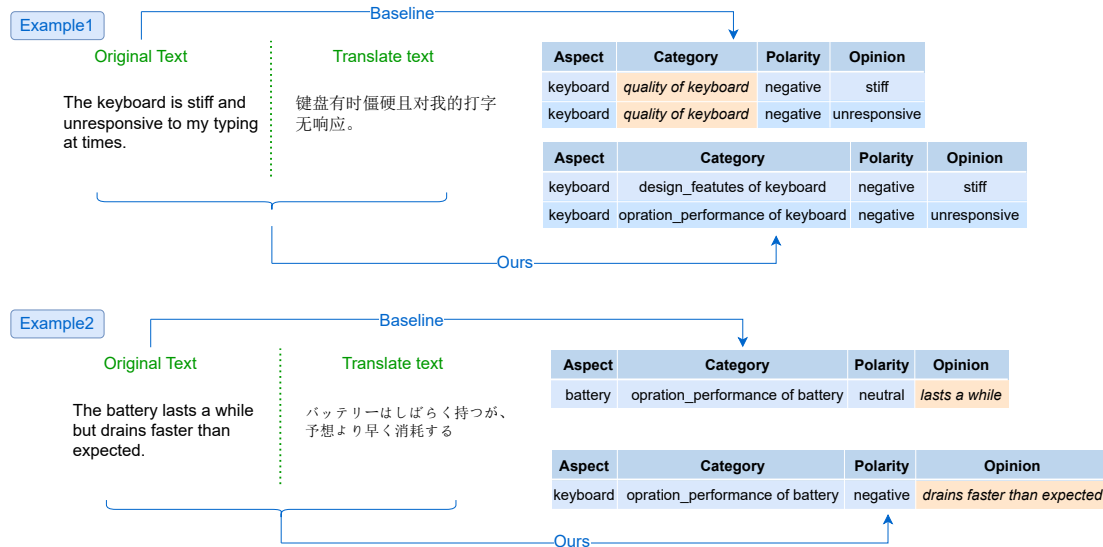 Example1
Baseline
Original Text
Translate text
The keyboard is stiff and
unresponsive to my typing
at times.
键盘有时僵硬且对我的打字
无响应。
Aspect Category Polarity Opinion
keyboard quality of keyboard negative stiff
keyboard quality of keyboard negative unresponsive
Aspect Category Polarity Opinion
keyboard design_featutes of keyboard negative stiff
keyboard opration_performance of keyboard negative unresponsive
Ours
Example2
Baseline
Original Text
Translate text
The battery lasts a while
but drains faster than
expected.
バッテリーはしばらく持つが、
予想より早く消耗する
Aspect Category Polarity Opinion
battery opration_performance of battery neutral lasts a while
Aspect Category Polarity Opinion
keyboard opration_performance of battery negative drains faster than expected
Ours